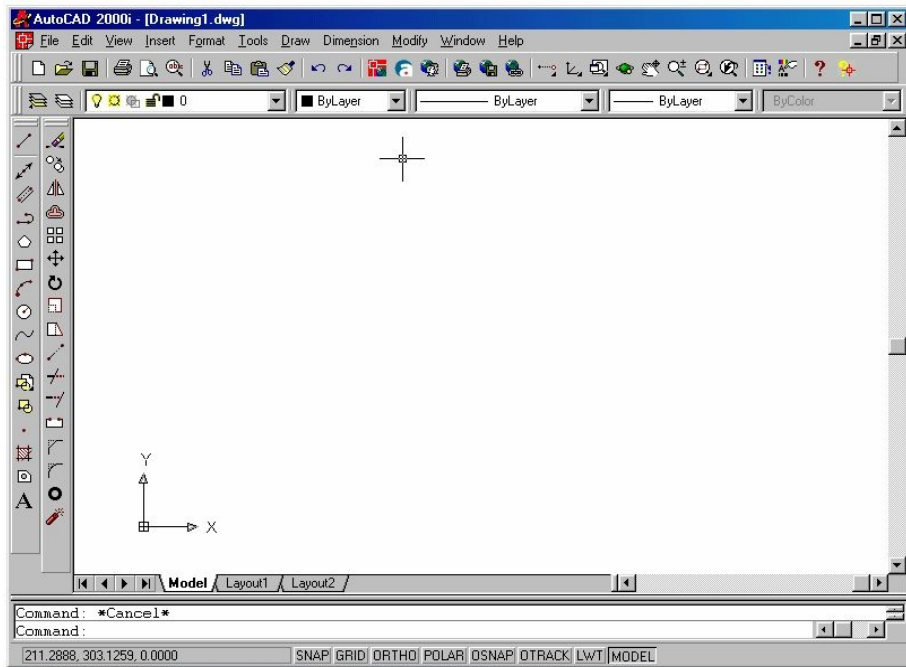 AutoCAD 2000i - [Drawing1.dwg]
File Edit View Insert Format Tools Draw Dimension Modify Window Help
0 ByLayer ByLayer ByLayer ByColor
A
Y
X
Model Layout1 Layout2
Command: *Cancel*
Command:
211.2888, 303.1259, 0.0000 SNAP GRID ORTHO POLAR OSNAP OTRACK LWT MODEL